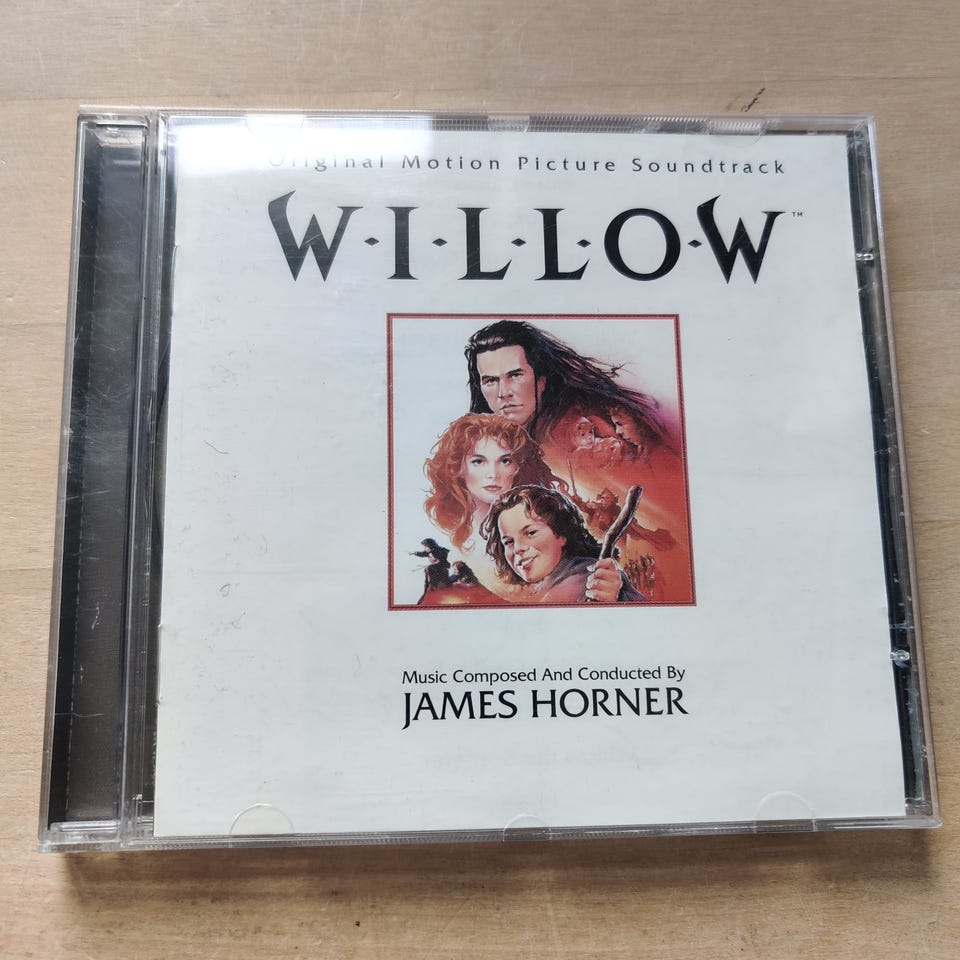 Original Motion Picture Soundtrack
W·I·L·L·O·W™
Music Composed And Conducted By
JAMES HORNER